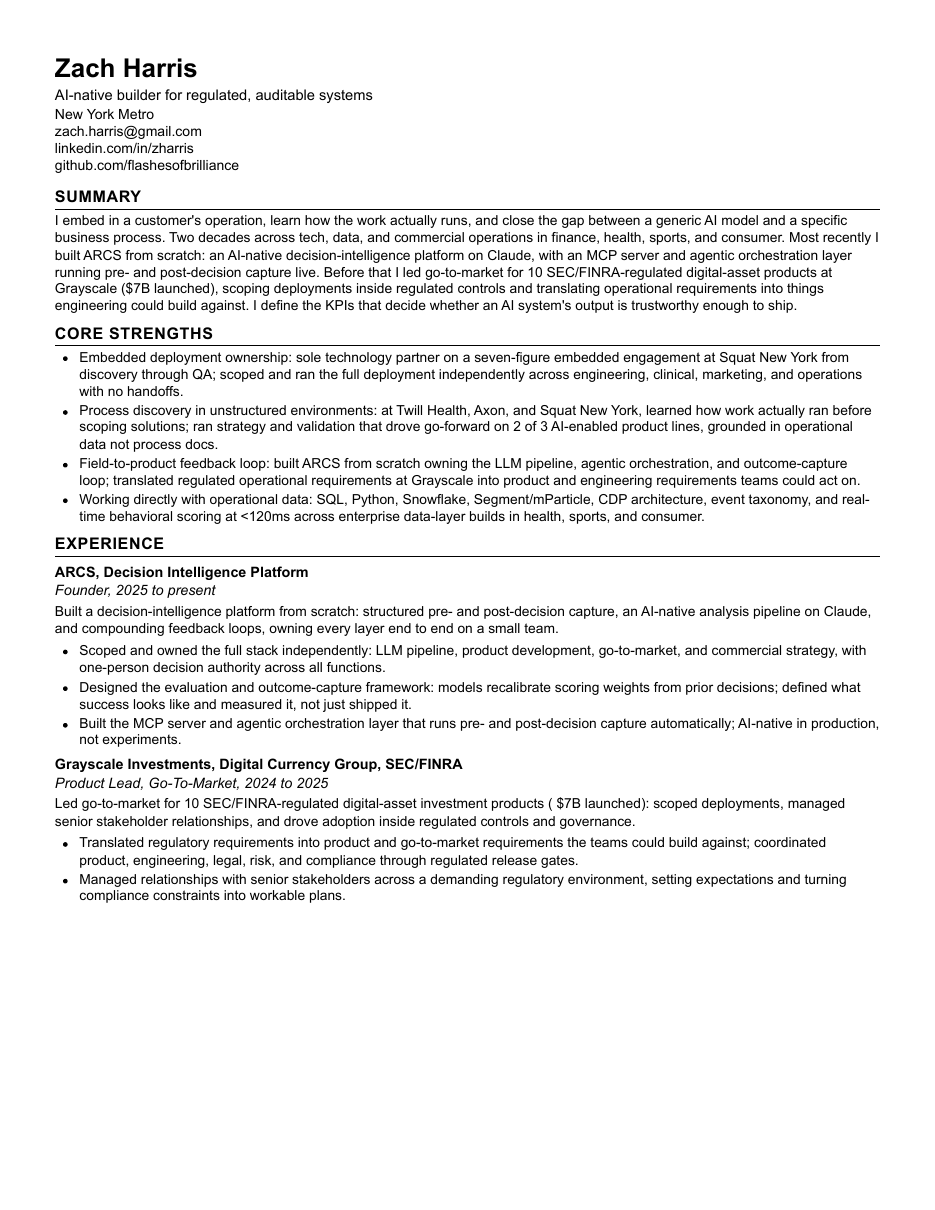 Zach Harris
AI-native builder for regulated, auditable systems
New York Metro
zach.harris@gmail.com
linkedin.com/in/zharris
github.com/flashesofbrilliance
SUMMARY
I embed in a customer's operation, learn how the work actually runs, and close the gap between a generic AI model and a specific
business process. Two decades across tech, data, and commercial operations in finance, health, sports, and consumer. Most recently I
built ARCS from scratch: an AI-native decision-intelligence platform on Claude, with an MCP server and agentic orchestration layer
running pre- and post-decision capture live. Before that I led go-to-market for 10 SEC/FINRA-regulated digital-asset products at
Grayscale ($7B launched), scoping deployments inside regulated controls and translating operational requirements into things
engineering could build against. I define the KPIs that decide whether an AI system's output is trustworthy enough to ship.
CORE STRENGTHS
• Embedded deployment ownership: sole technology partner on a seven-figure embedded engagement at Squat New York from
discovery through QA; scoped and ran the full deployment independently across engineering, clinical, marketing, and operations
with no handoffs.
• Process discovery in unstructured environments: at Twill Health, Axon, and Squat New York, learned how work actually ran before
scoping solutions; ran strategy and validation that drove go-forward on 2 of 3 AI-enabled product lines, grounded in operational
data not process docs.
• Field-to-product feedback loop: built ARCS from scratch owning the LLM pipeline, agentic orchestration, and outcome-capture
loop; translated regulated operational requirements at Grayscale into product and engineering requirements teams could act on.
• Working directly with operational data: SQL, Python, Snowflake, Segment/mParticle, CDP architecture, event taxonomy, and real-
time behavioral scoring at <120ms across enterprise data-layer builds in health, sports, and consumer.
EXPERIENCE
ARCS, Decision Intelligence Platform
Founder, 2025 to present
Built a decision-intelligence platform from scratch: structured pre- and post-decision capture, an AI-native analysis pipeline on Claude,
and compounding feedback loops, owning every layer end to end on a small team.
• Scoped and owned the full stack independently: LLM pipeline, product development, go-to-market, and commercial strategy, with
one-person decision authority across all functions.
• Designed the evaluation and outcome-capture framework: models recalibrate scoring weights from prior decisions; defined what
success looks like and measured it, not just shipped it.
• Built the MCP server and agentic orchestration layer that runs pre- and post-decision capture automatically; AI-native in production,
not experiments.
Grayscale Investments, Digital Currency Group, SEC/FINRA
Product Lead, Go-To-Market, 2024 to 2025
Led go-to-market for 10 SEC/FINRA-regulated digital-asset investment products ( $7B launched): scoped deployments, managed
senior stakeholder relationships, and drove adoption inside regulated controls and governance.
• Translated regulatory requirements into product and go-to-market requirements the teams could build against; coordinated
product, engineering, legal, risk, and compliance through regulated release gates.
• Managed relationships with senior stakeholders across a demanding regulatory environment, setting expectations and turning
compliance constraints into workable plans.